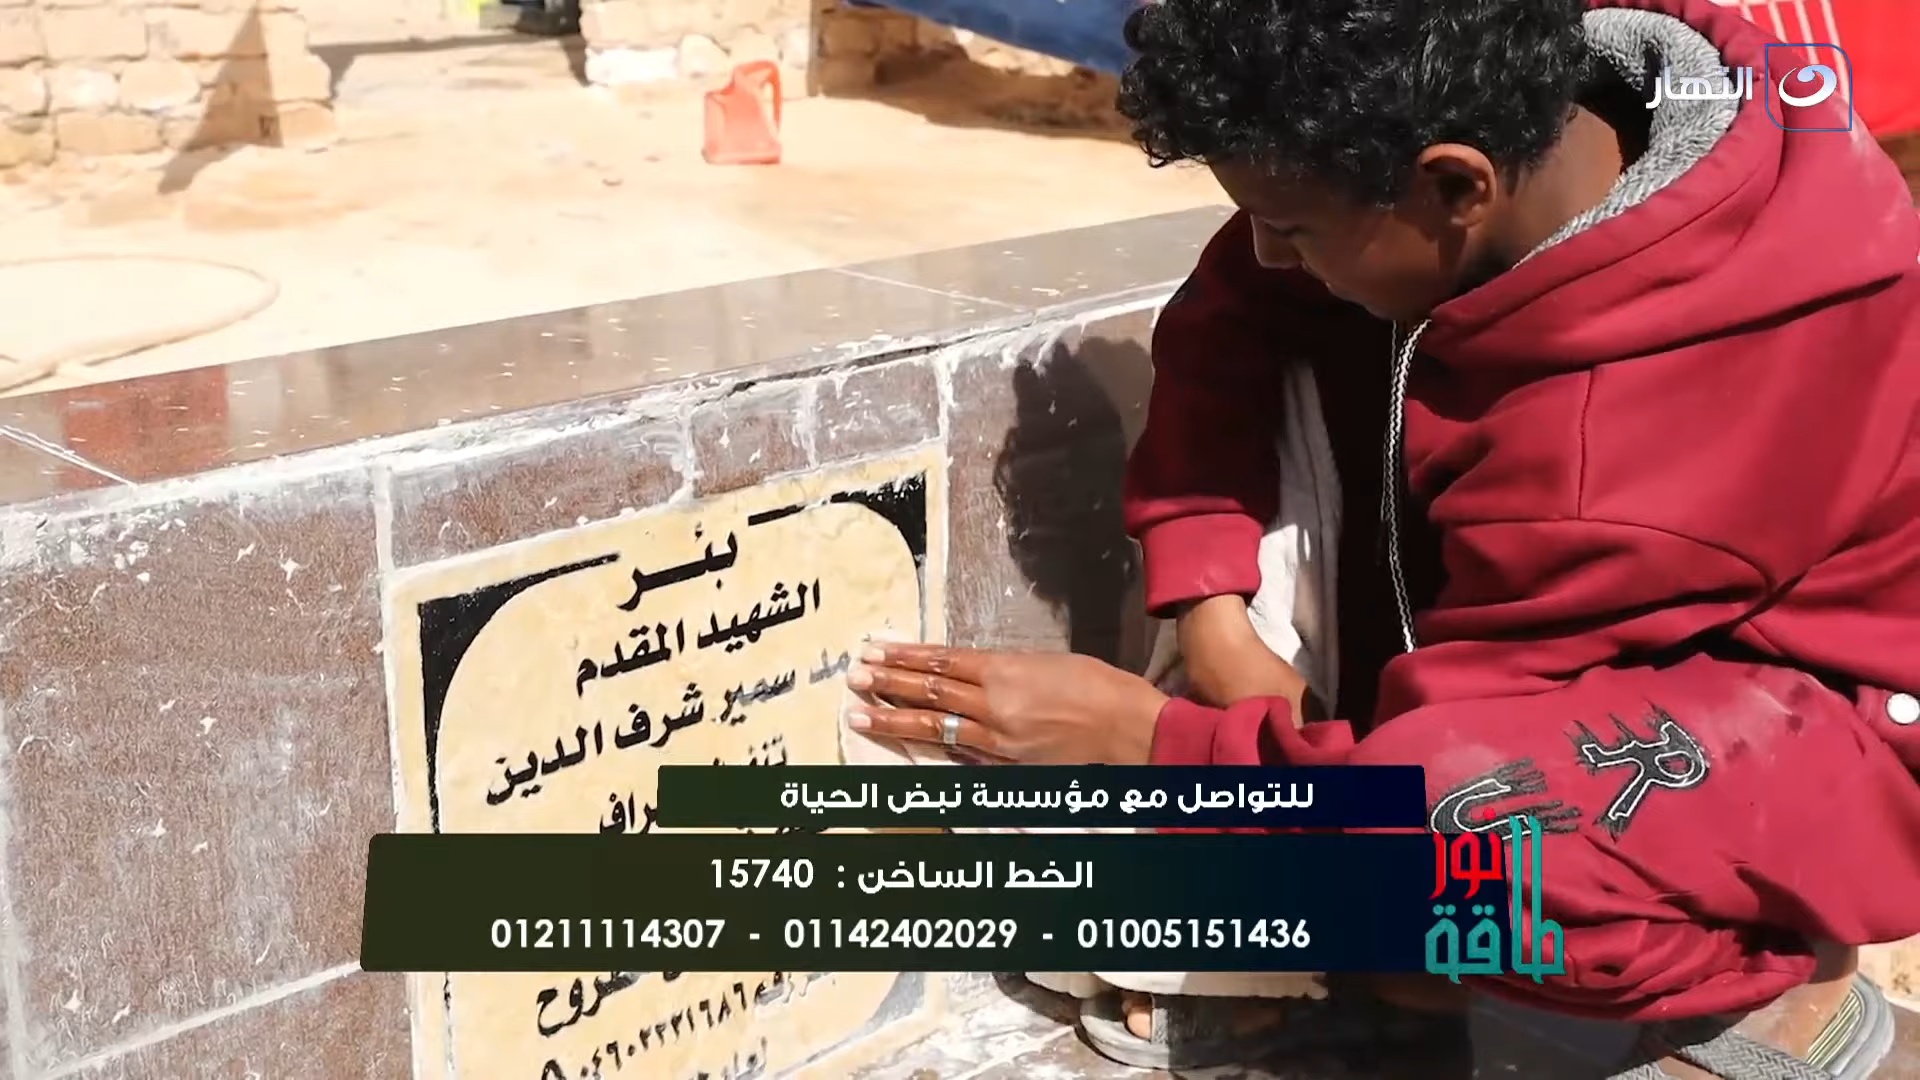 النهار
بئر
الشهيد المقدم
سمير شرف الدين
للتواصل مع مؤسسة نبض الحياة
الخط الساخن : 15740
01005151436 - 01142402029 - 01211114307
طاقة نور